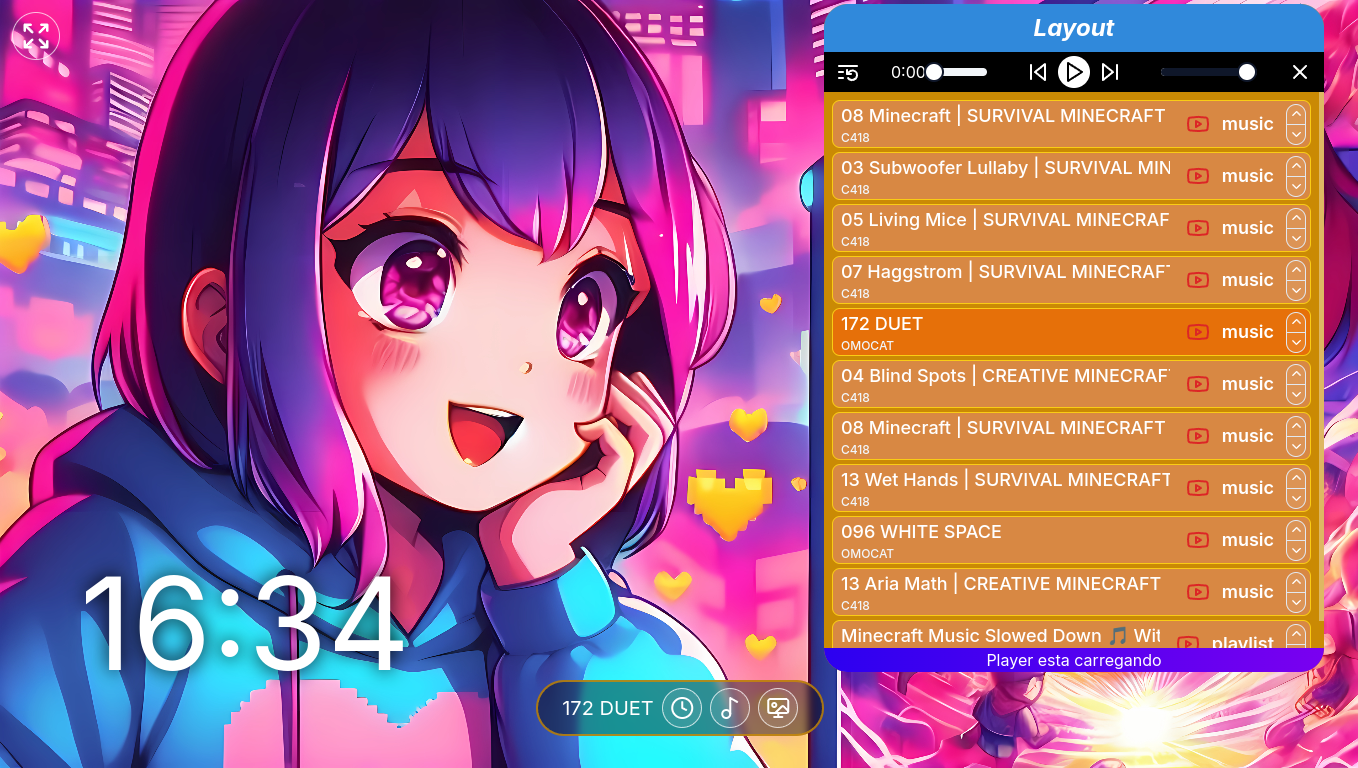 Layout
0:00
08 Minecraft | SURVIVAL MINECRAFT
C418
music
03 Subwoofer Lullaby | SURVIVAL MIN
C418
music
05 Living Mice | SURVIVAL MINECRAF
C418
music
07 Haggstrom | SURVIVAL MINECRAFT
C418
music
172 DUET
OMOCAT
music
04 Blind Spots | CREATIVE MINECRAF
C418
music
08 Minecraft | SURVIVAL MINECRAFT
C418
music
13 Wet Hands | SURVIVAL MINECRAFT
C418
music
096 WHITE SPACE
OMOCAT
music
13 Aria Math | CREATIVE MINECRAFT
C418
music
Minecraft Music Slowed Down 🎵 Wit
playlist
Player esta carregando
16:34
172 DUET